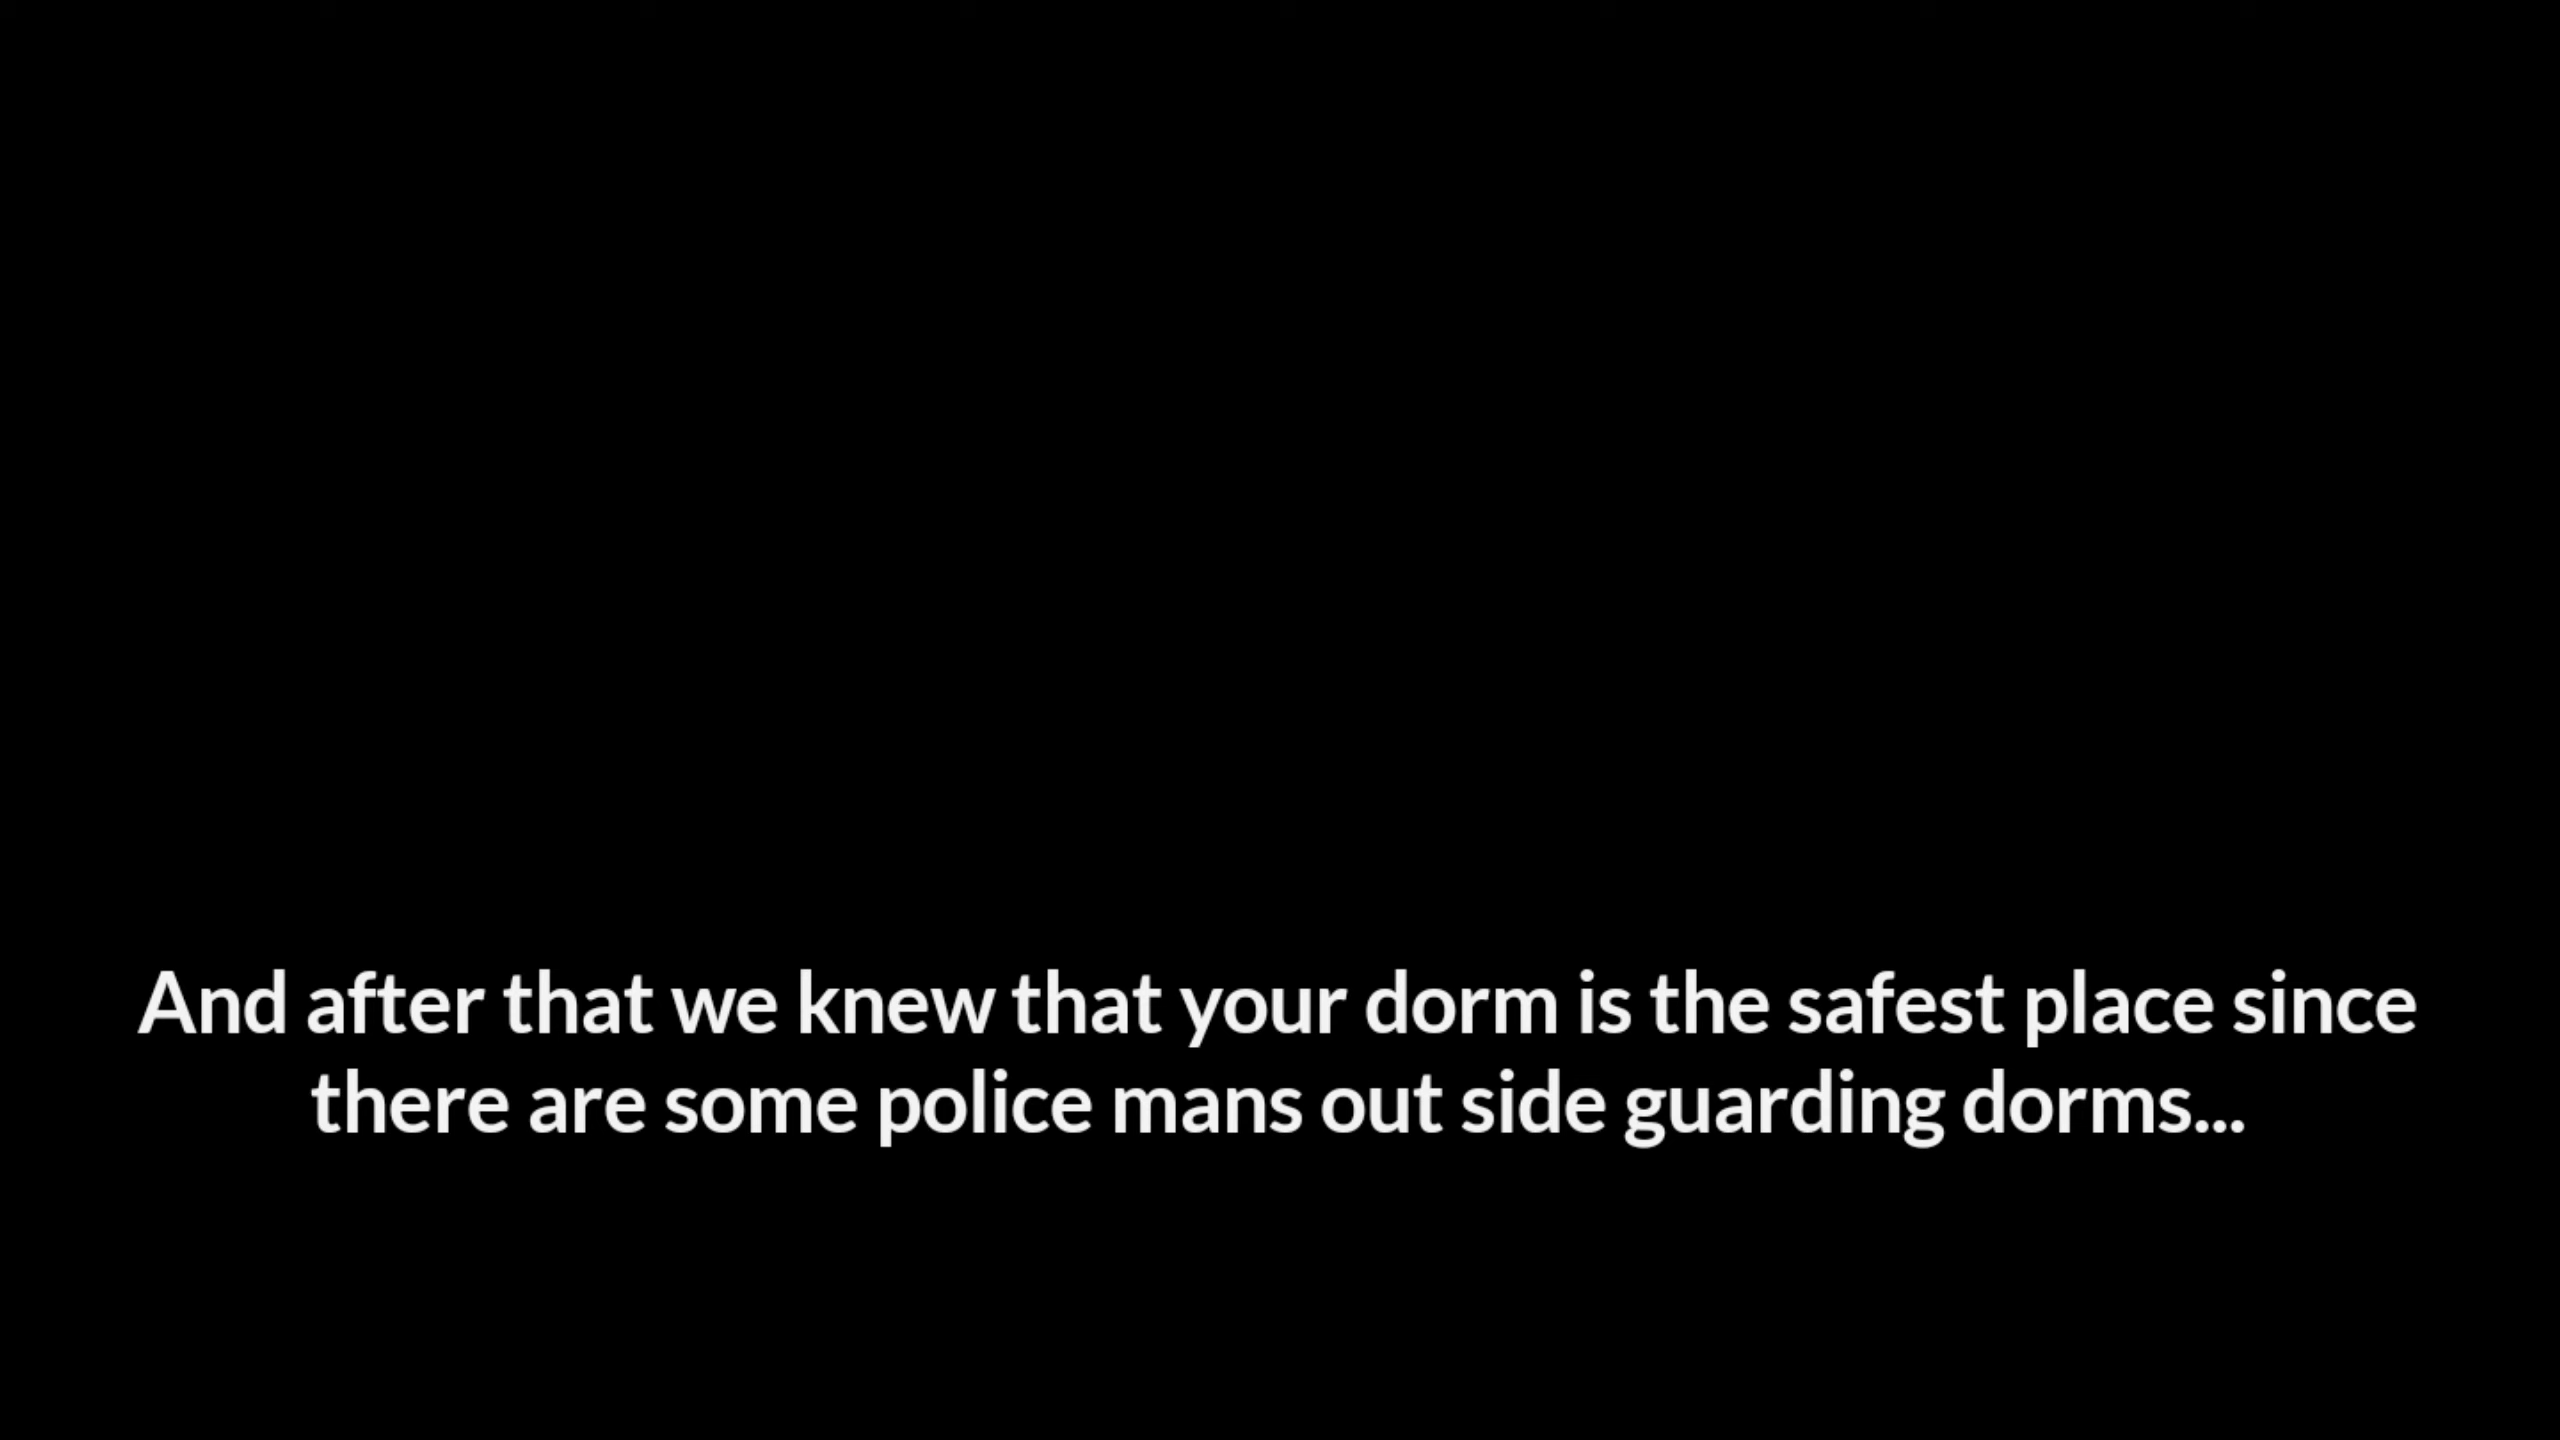 And after that we knew that your dorm is the safest place since
there are some police mans out side guarding dorms...